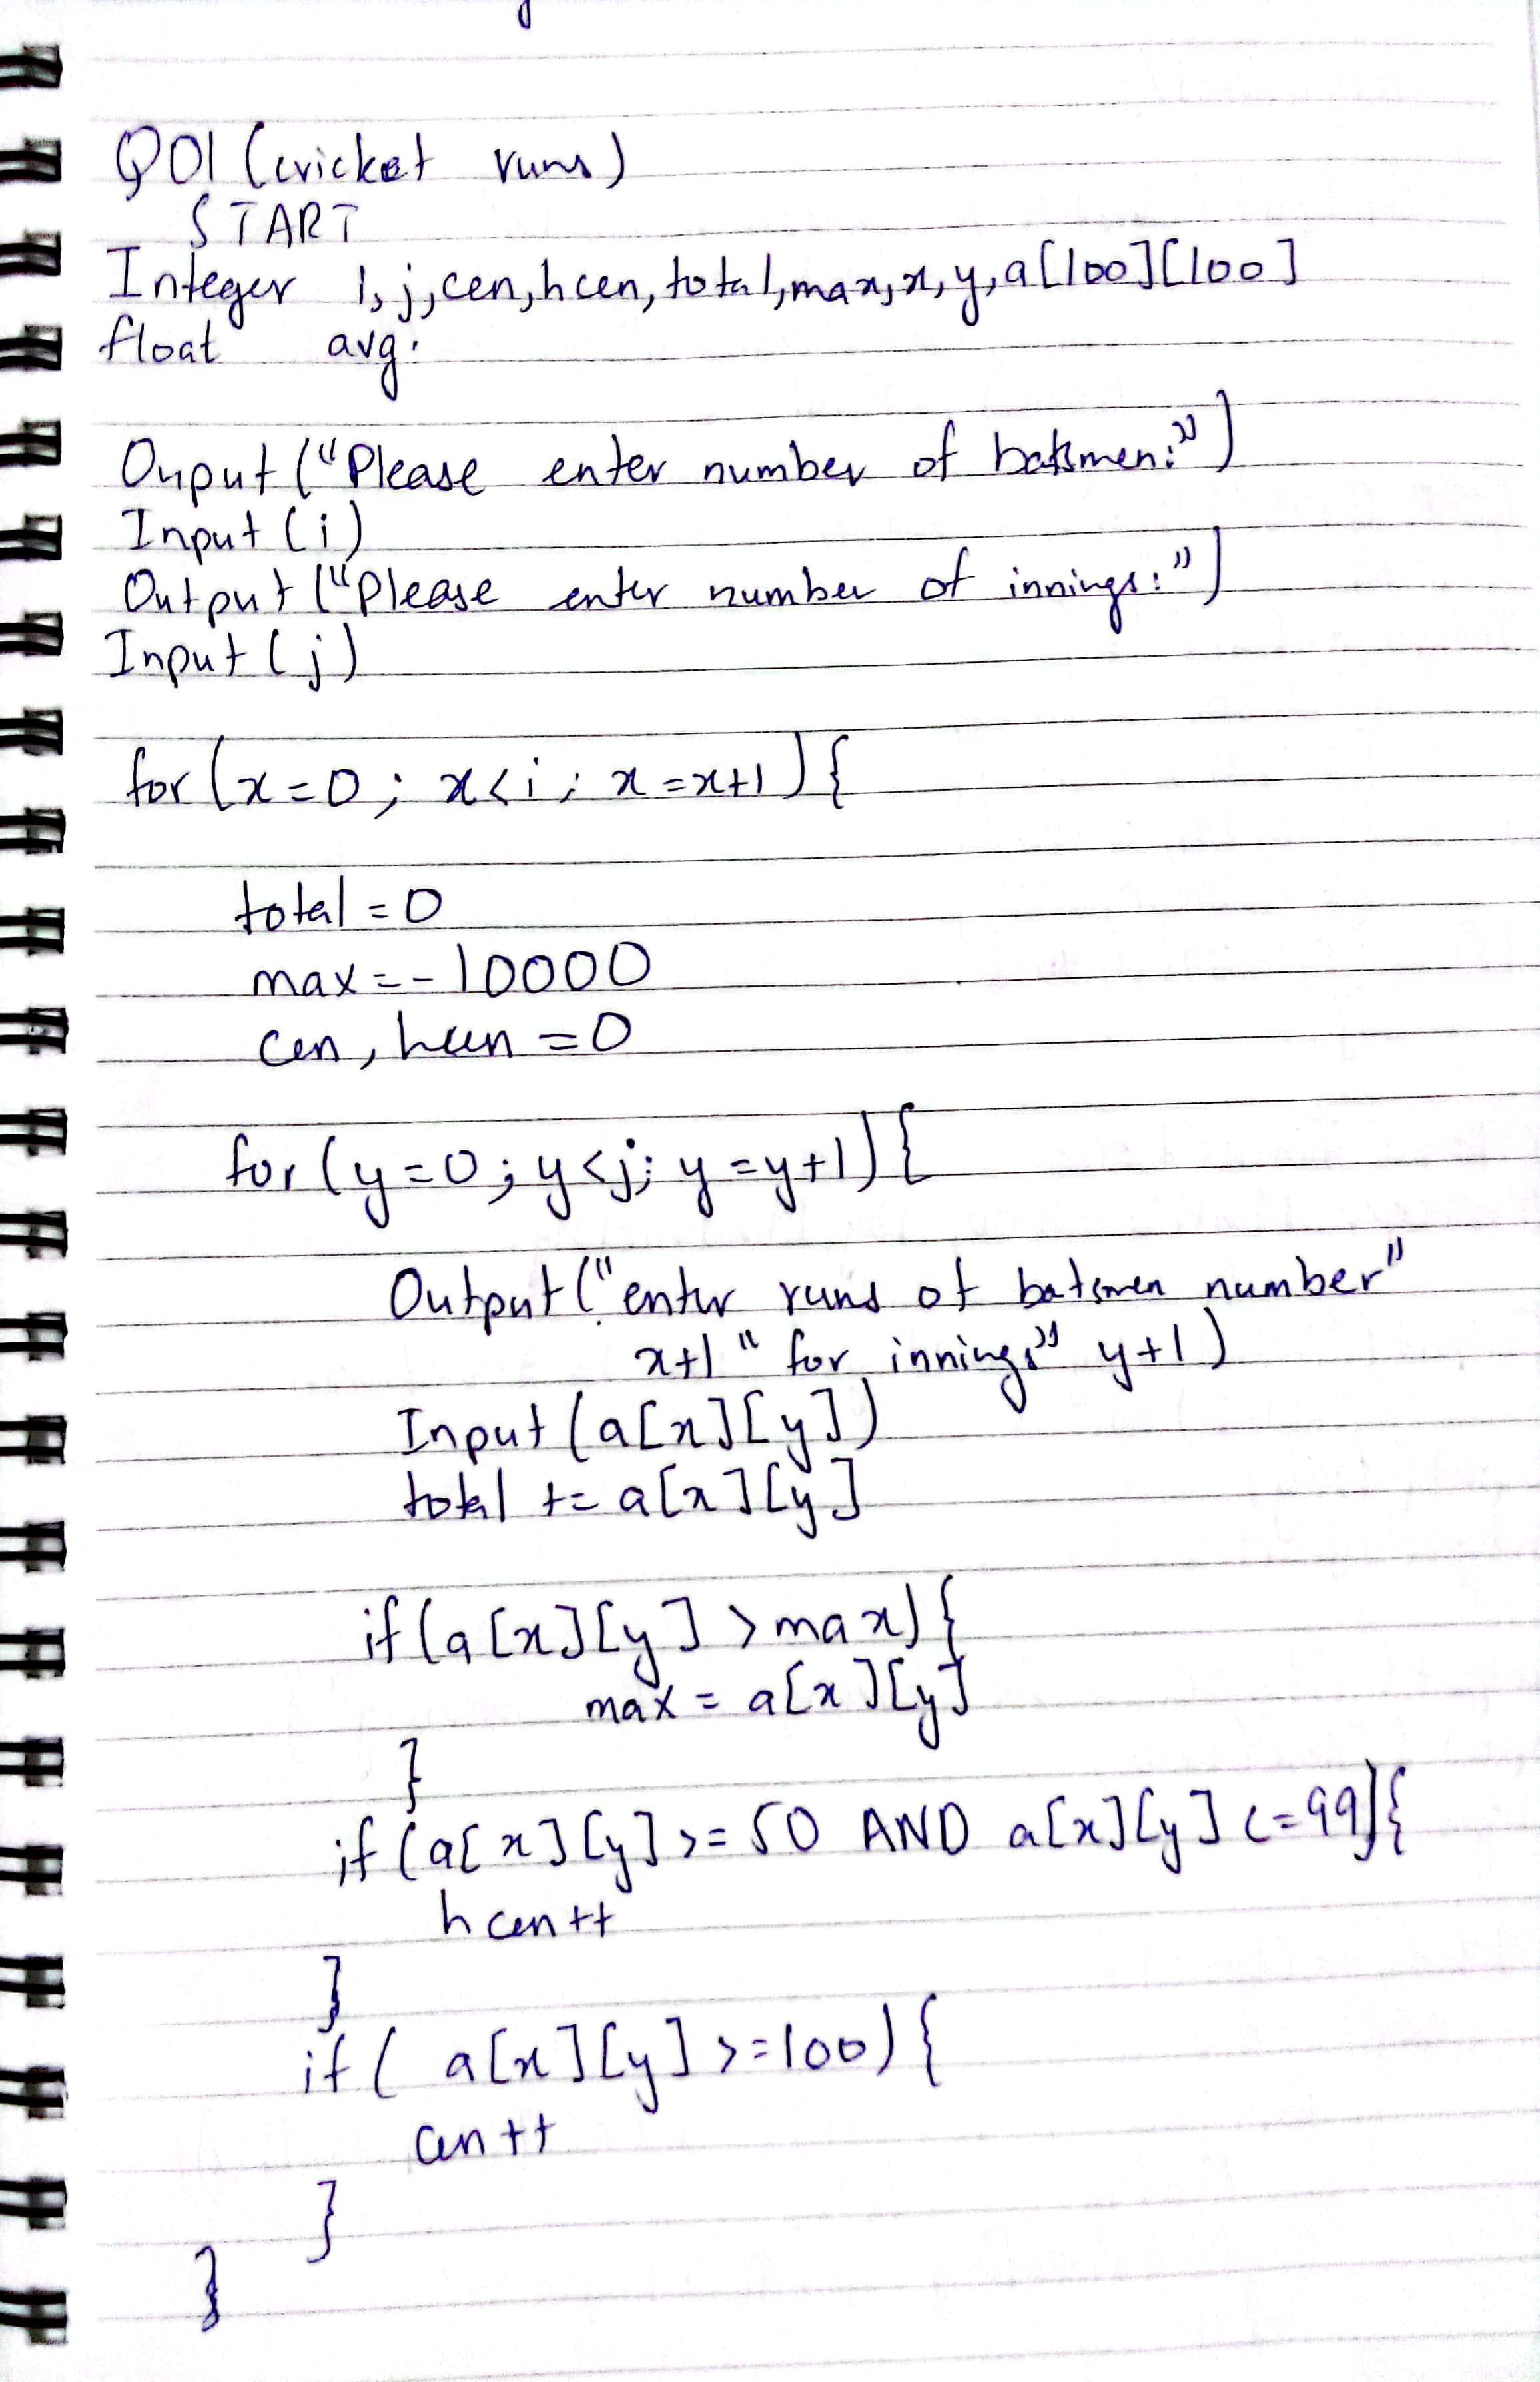 Q01 (cricket runs)
START
Integer i, j, cen, hcen, total, max, x, y, a[100][100]
float avg.
Ouput ("Please enter number of batsmen:")
Input (i)
Output ("Please enter number of innings:")
Input (j)
for (x=0; x<i; x=x+1) {
total = 0
max = -10000
cen, hcen = 0
for (y=0; y<j; y=y+1) {
Output ("enter runs of batsmen number"
x+1 " for innings" y+1)
Input (a[x][y])
total += a[x][y]
if (a[x][y] > max) {
max = a[x][y]
}
if (a[x][y] >= 50 AND a[x][y] <= 99) {
hcen++
}
if ( a[x][y] >= 100) {
cen++
}
}